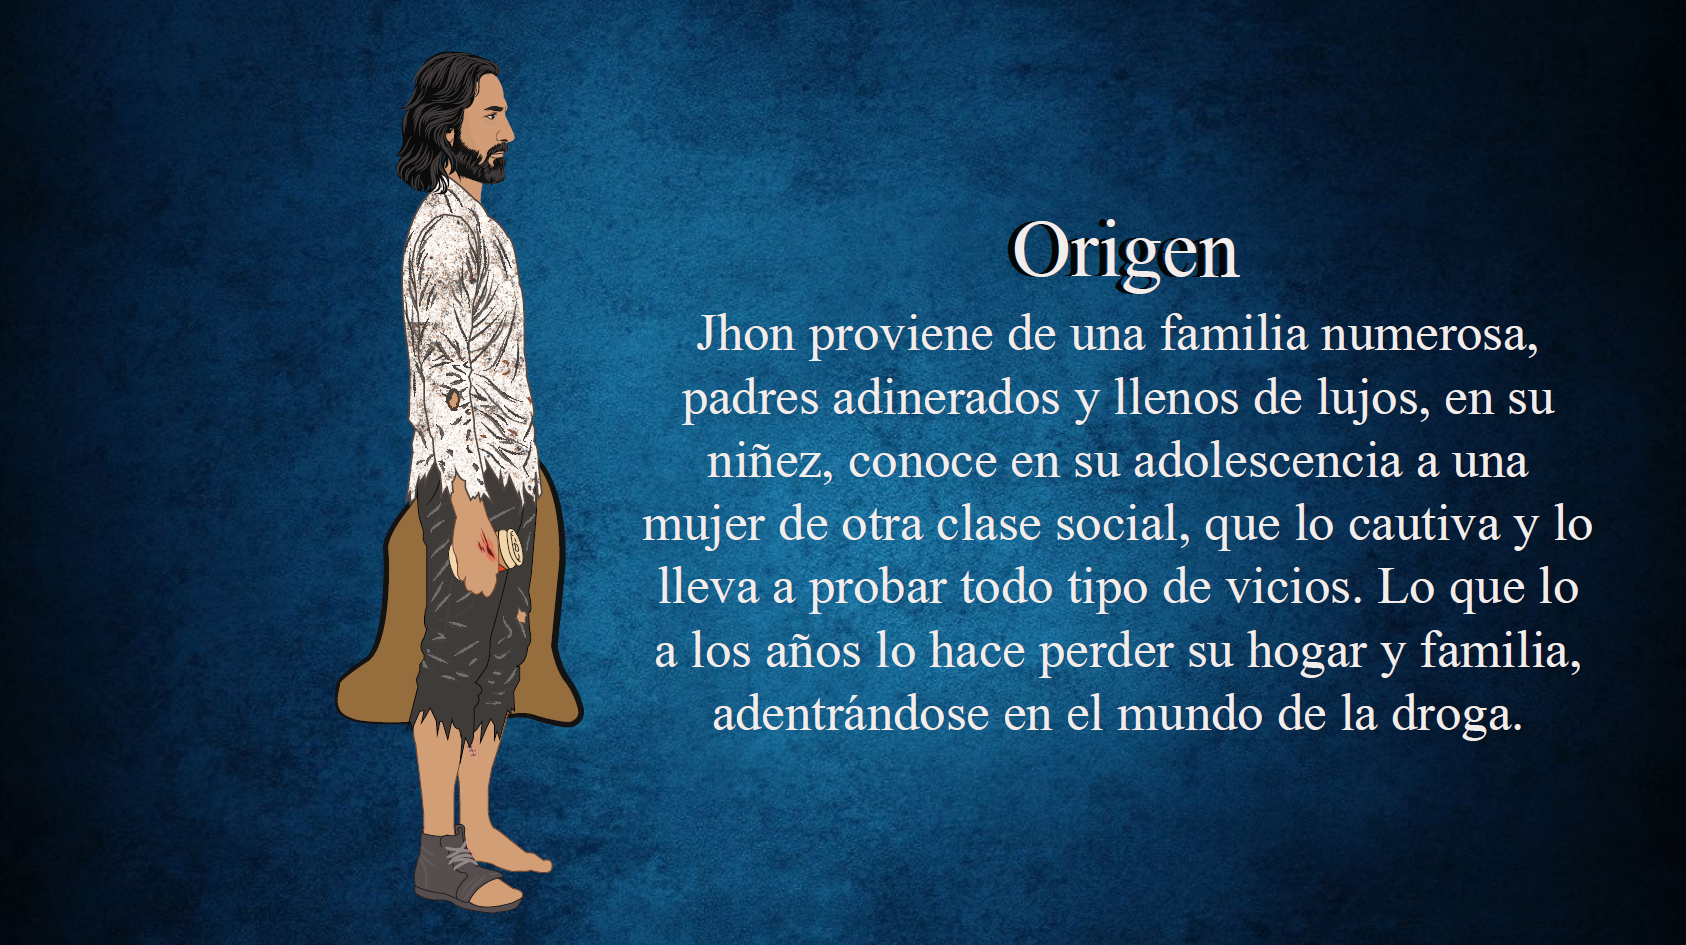 Origen
Jhon proviene de una familia numerosa,
padres adinerados y llenos de lujos, en su
niñez, conoce en su adolescencia a una
mujer de otra clase social, que lo cautiva y lo
lleva a probar todo tipo de vicios. Lo que lo
a los años lo hace perder su hogar y familia,
adentrándose en el mundo de la droga.